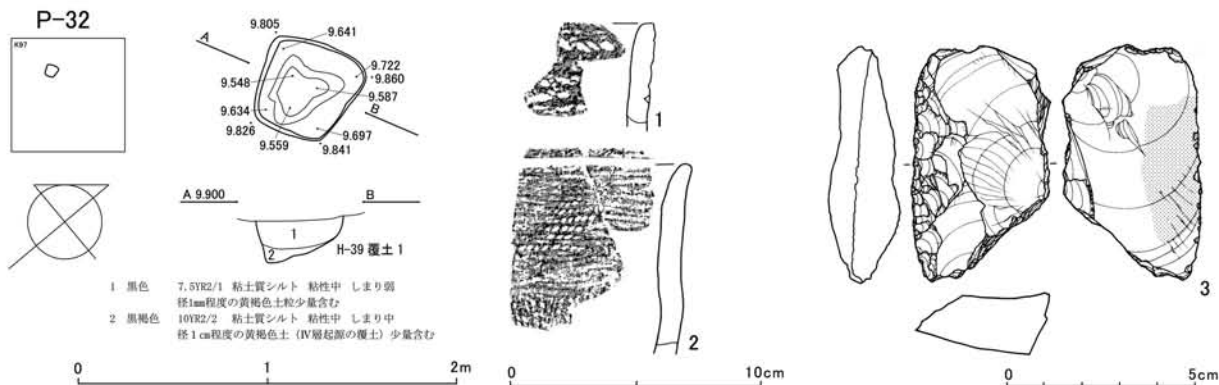 P-32
K97
9.805
9.641
A
9.722
9.860
9.548
9.587
9.634
B
9.826
9.697
9.559
9.841
A 9.900
B
1
2
H-39 覆土 1
1 黒色 7.5YR2/1 粘土質シルト 粘性中 しまり弱
径1mm程度の黄褐色土粒少量含む
2 黒褐色 10YR2/2 粘土質シルト 粘性中 しまり中
径1cm程度の黄褐色土(Ⅳ層起源の覆土)少量含む
0 1 2m
1
2
0 10cm
3
0 5cm